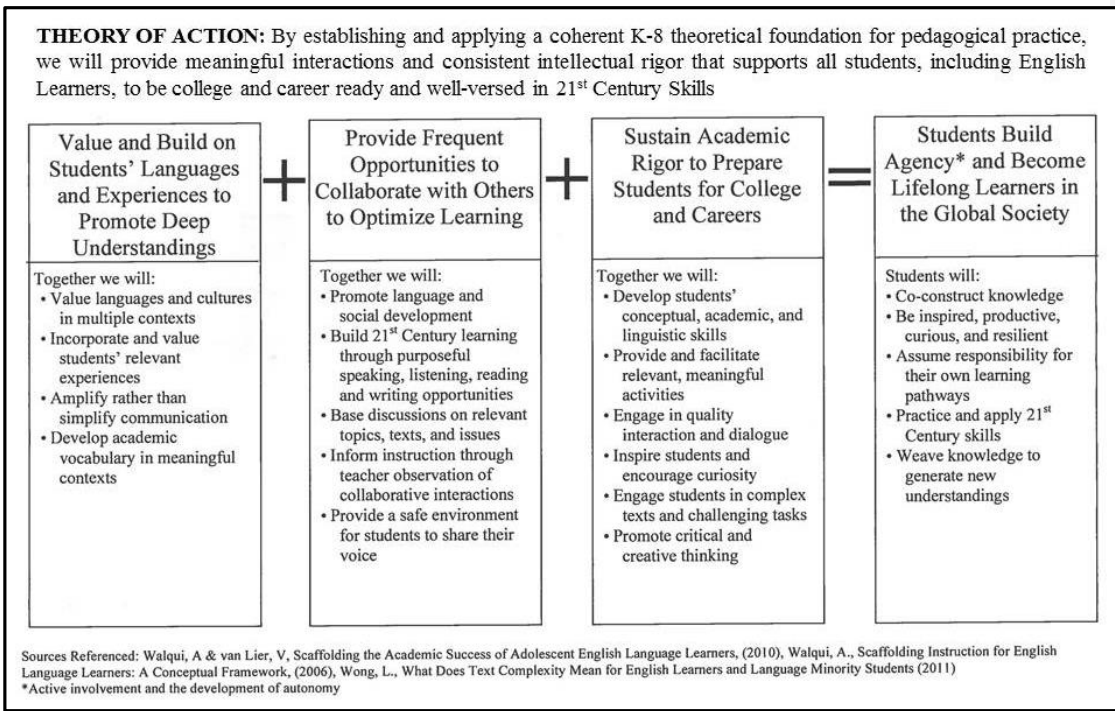 THEORY OF ACTION: By establishing and applying a coherent K-8 theoretical foundation for pedagogical practice,
we will provide meaningful interactions and consistent intellectual rigor that supports all students, including English
Learners, to be college and career ready and well-versed in 21st Century Skills
Value and Build on
Students' Languages
and Experiences to
Promote Deep
Understandings
Together we will:
• Value languages and cultures
in multiple contexts
• Incorporate and value
students' relevant
experiences
• Amplify rather than
simplify communication
• Develop academic
vocabulary in meaningful
contexts
+
Provide Frequent
Opportunities to
Collaborate with Others
to Optimize Learning
Together we will:
• Promote language and
social development
• Build 21st Century learning
through purposeful
speaking, listening, reading
and writing opportunities
• Base discussions on relevant
topics, texts, and issues
• Inform instruction through
teacher observation of
collaborative interactions
• Provide a safe environment
for students to share their
voice
+
Sustain Academic
Rigor to Prepare
Students for College
and Careers
Together we will:
• Develop students'
conceptual, academic, and
linguistic skills
• Provide and facilitate
relevant, meaningful
activities
• Engage in quality
interaction and dialogue
• Inspire students and
encourage curiosity
• Engage students in complex
texts and challenging tasks
• Promote critical and
creative thinking
=
Students Build
Agency* and Become
Lifelong Learners in
the Global Society
Students will:
• Co-construct knowledge
• Be inspired, productive,
curious, and resilient
• Assume responsibility for
their own learning
pathways
• Practice and apply 21st
Century skills
• Weave knowledge to
generate new
understandings
Sources Referenced: Walqui, A & van Lier, V, Scaffolding the Academic Success of Adolescent English Language Learners, (2010), Walqui, A., Scaffolding Instruction for English
Language Learners: A Conceptual Framework, (2006), Wong, L., What Does Text Complexity Mean for English Learners and Language Minority Students (2011)
*Active involvement and the development of autonomy